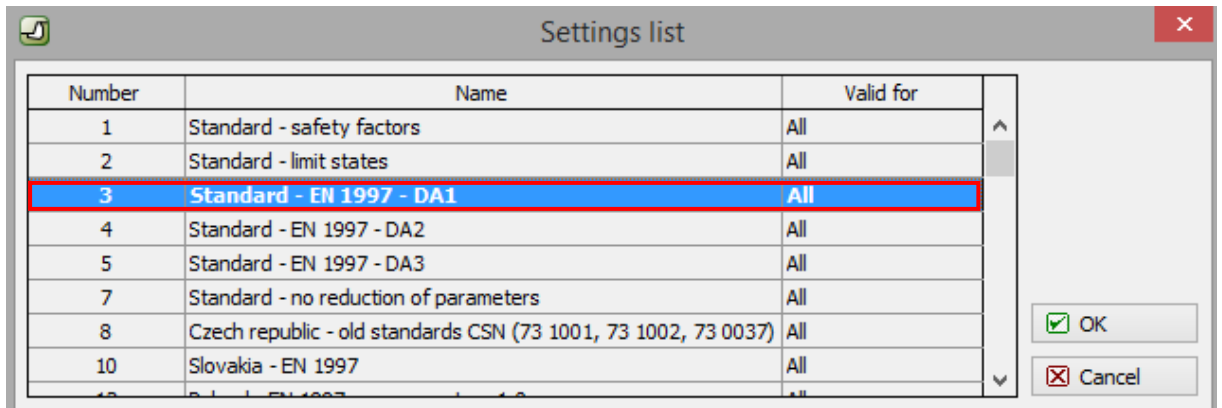 Settings list
Number Name Valid for
1 Standard - safety factors All
2 Standard - limit states All
3 Standard - EN 1997 - DA1 All
4 Standard - EN 1997 - DA2 All
5 Standard - EN 1997 - DA3 All
7 Standard - no reduction of parameters All
8 Czech republic - old standards CSN (73 1001, 73 1002, 73 0037) All
10 Slovakia - EN 1997 All
OK
Cancel